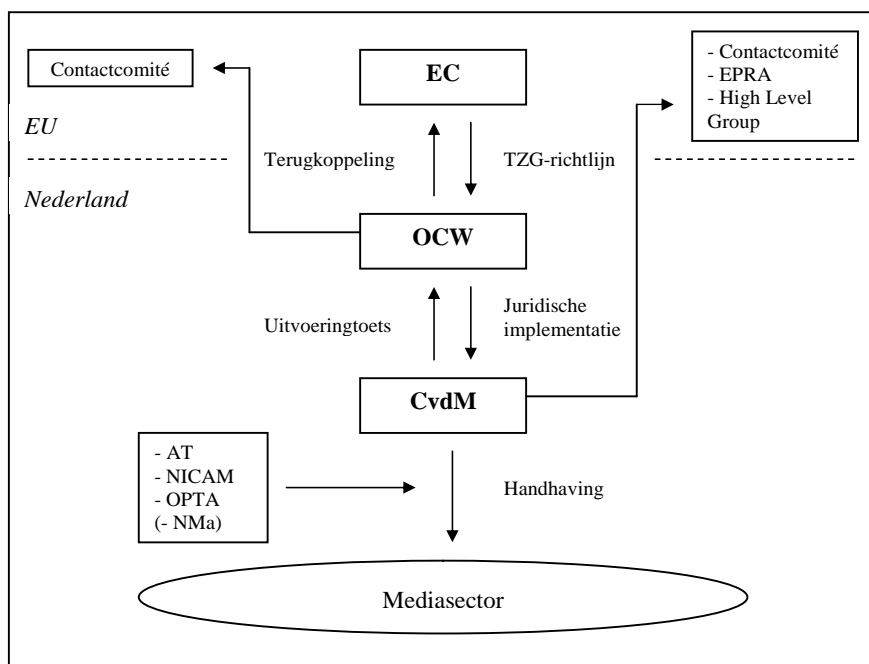 Contactcomité
EC
- Contactcomité
- EPRA
- High Level
Group
EU
Terugkoppeling
TZG-richtlijn
Nederland
OCW
Uitvoeringtoets
Juridische
implementatie
CvdM
- AT
- NICAM
- OPTA
(- NMa)
Handhaving
Mediasector